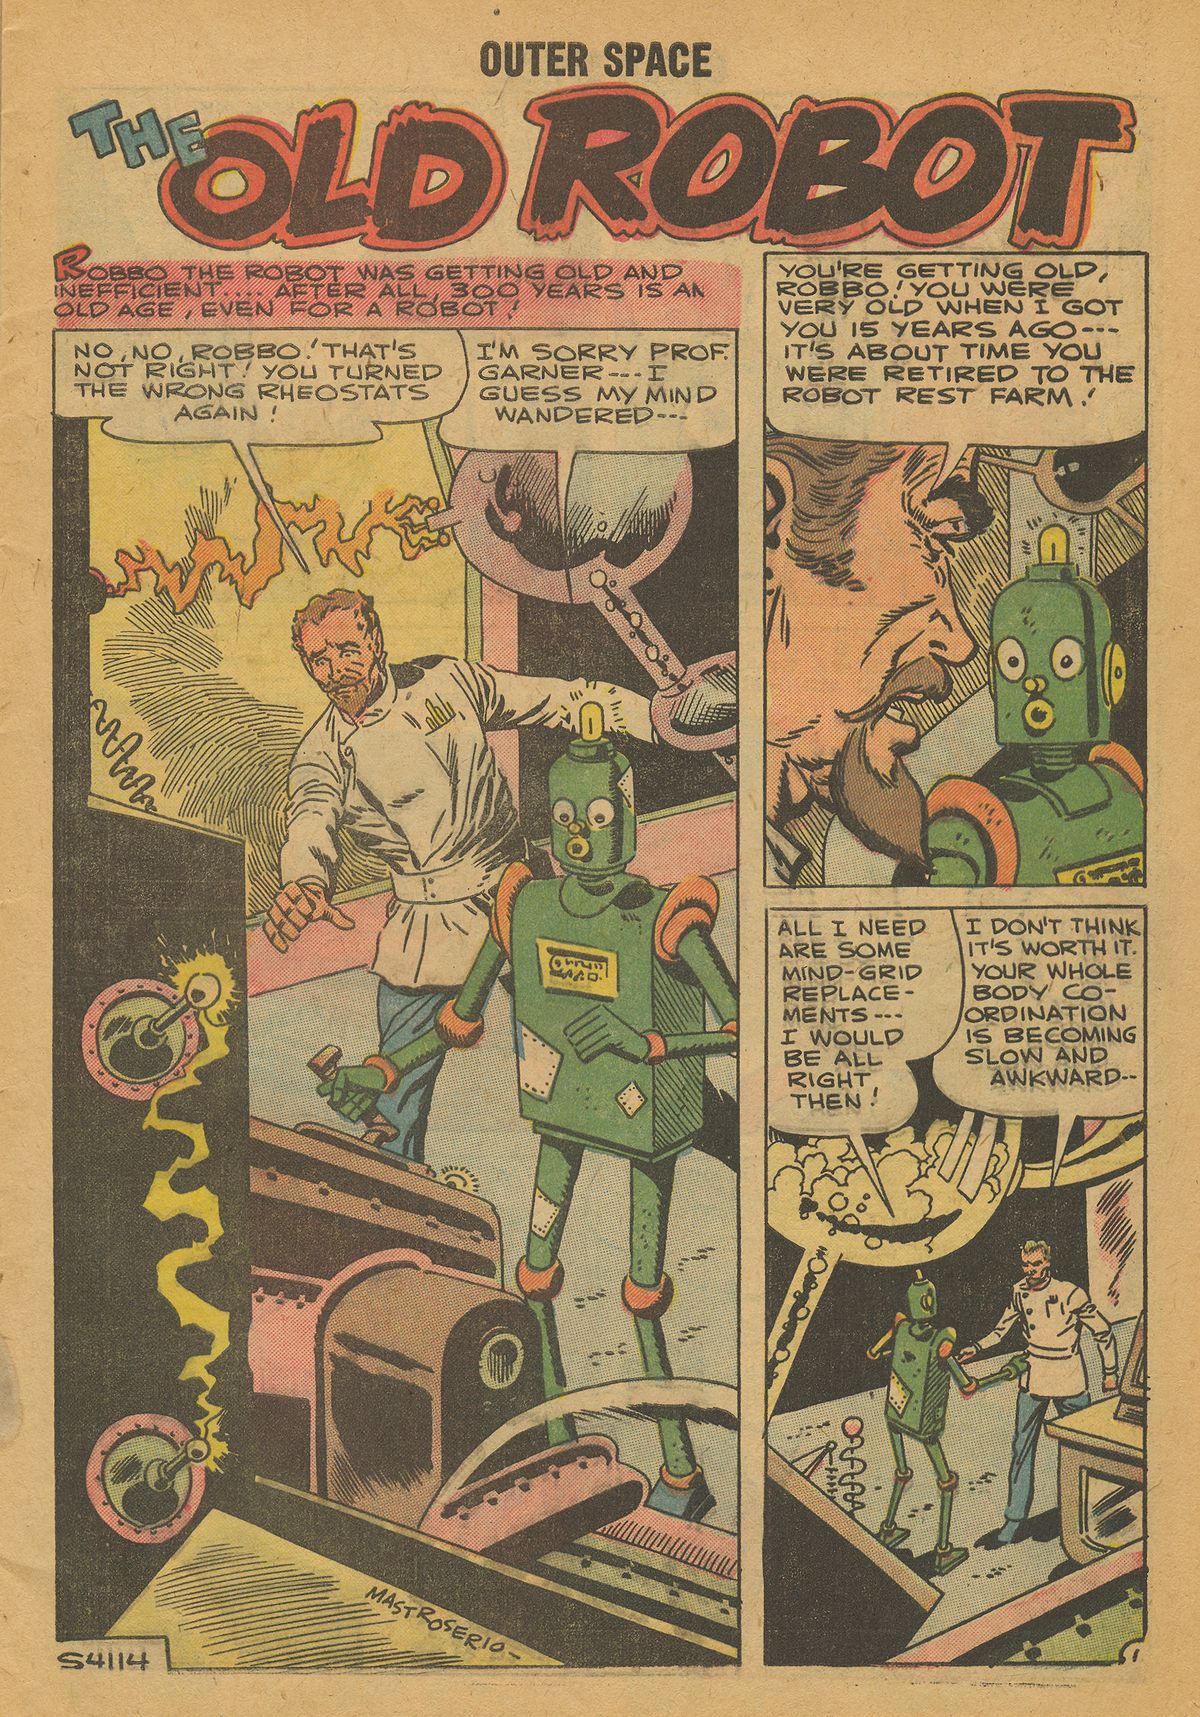 OUTER SPACE
THE OLD ROBOT
ROBBO THE ROBOT WAS GETTING OLD AND
INEFFICIENT.... AFTER ALL, 300 YEARS IS AN
OLD AGE, EVEN FOR A ROBOT!
NO, NO, ROBBO! THAT'S
NOT RIGHT! YOU TURNED
THE WRONG RHEOSTATS
AGAIN!
I'M SORRY PROF.
GARNER---I
GUESS MY MIND
WANDERED---
YOU'RE GETTING OLD,
ROBBO! YOU WERE
VERY OLD WHEN I GOT
YOU 15 YEARS AGO---
IT'S ABOUT TIME YOU
WERE RETIRED TO THE
ROBOT REST FARM!
ALL I NEED
ARE SOME
MIND-GRID
REPLACE-
MENTS---
I WOULD
BE ALL
RIGHT,
THEN!
I DON'T THINK
IT'S WORTH IT.
YOUR WHOLE
BODY CO-
ORDINATION
IS BECOMING
SLOW AND
AWKWARD--
MASTROSERIO-
S4114
1